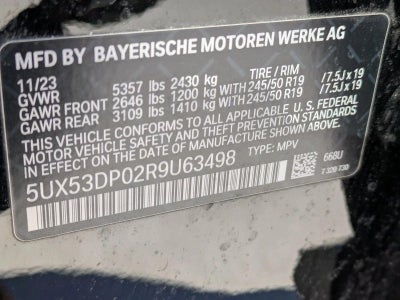 MFD BY BAYERISCHE MOTOREN WERKE AG
11/23 TIRE / RIM
GVWR 5357 lbs 2430 kg
GAWR FRONT 2646 lbs 1200 kg WITH 245/50 R19 /7.5J x 19
GAWR REAR 3109 lbs 1410 kg WITH 245/50 R19 /7.5J x 19
THIS VEHICLE CONFORMS TO ALL APPLICABLE U.S. FEDERAL
MOTOR VEHICLE SAFETY AND THEFT PREVENTION STANDARDS
IN EFFECT ON THE DATE OF MANUFACTURE SHOWN ABOVE.
5UX53DP02R9U63498 TYPE: MPV 668U
7 320 730